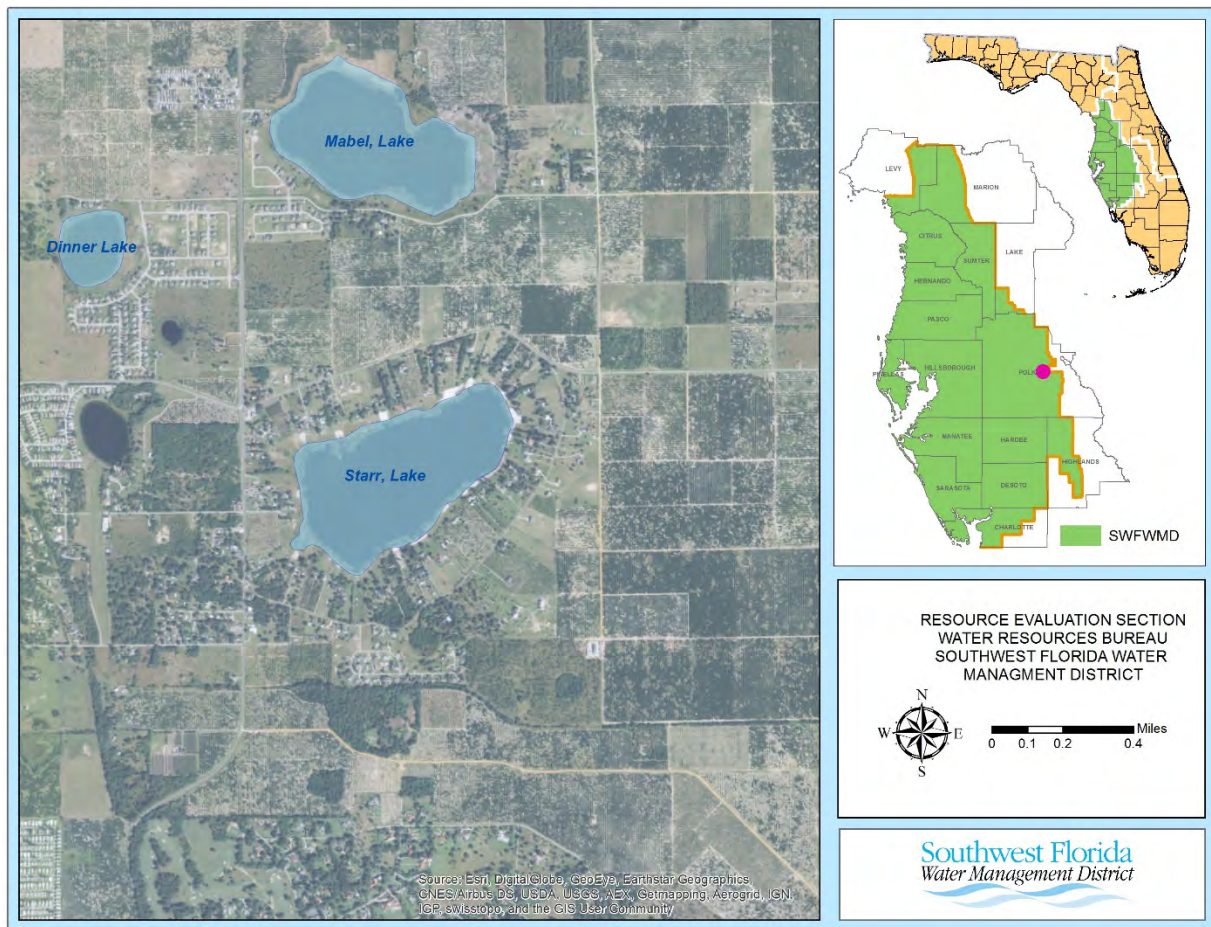 Mabel, Lake
Dinner Lake
Starr, Lake
Source: Esri, DigitalGlobe, GeoEye, Earthstar Geographics,
CNES/Airbus DS, USDA, USGS, AEX, Getmapping, Aerogrid, IGN,
IGP, swisstopo, and the GIS User Community
LEVY
MARION
CITRUS
LAKE
SUMTER
HERNANDO
PASCO
PINELLAS
HILLSBOROUGH
POLK
MANATEE
HARDEE
HIGHLANDS
SARASOTA
DESOTO
CHARLOTTE
SWFWMD
RESOURCE EVALUATION SECTION
WATER RESOURCES BUREAU
SOUTHWEST FLORIDA WATER
MANAGMENT DISTRICT
N
W E
S
Miles
0 0.1 0.2 0.4
Southwest Florida
Water Management District